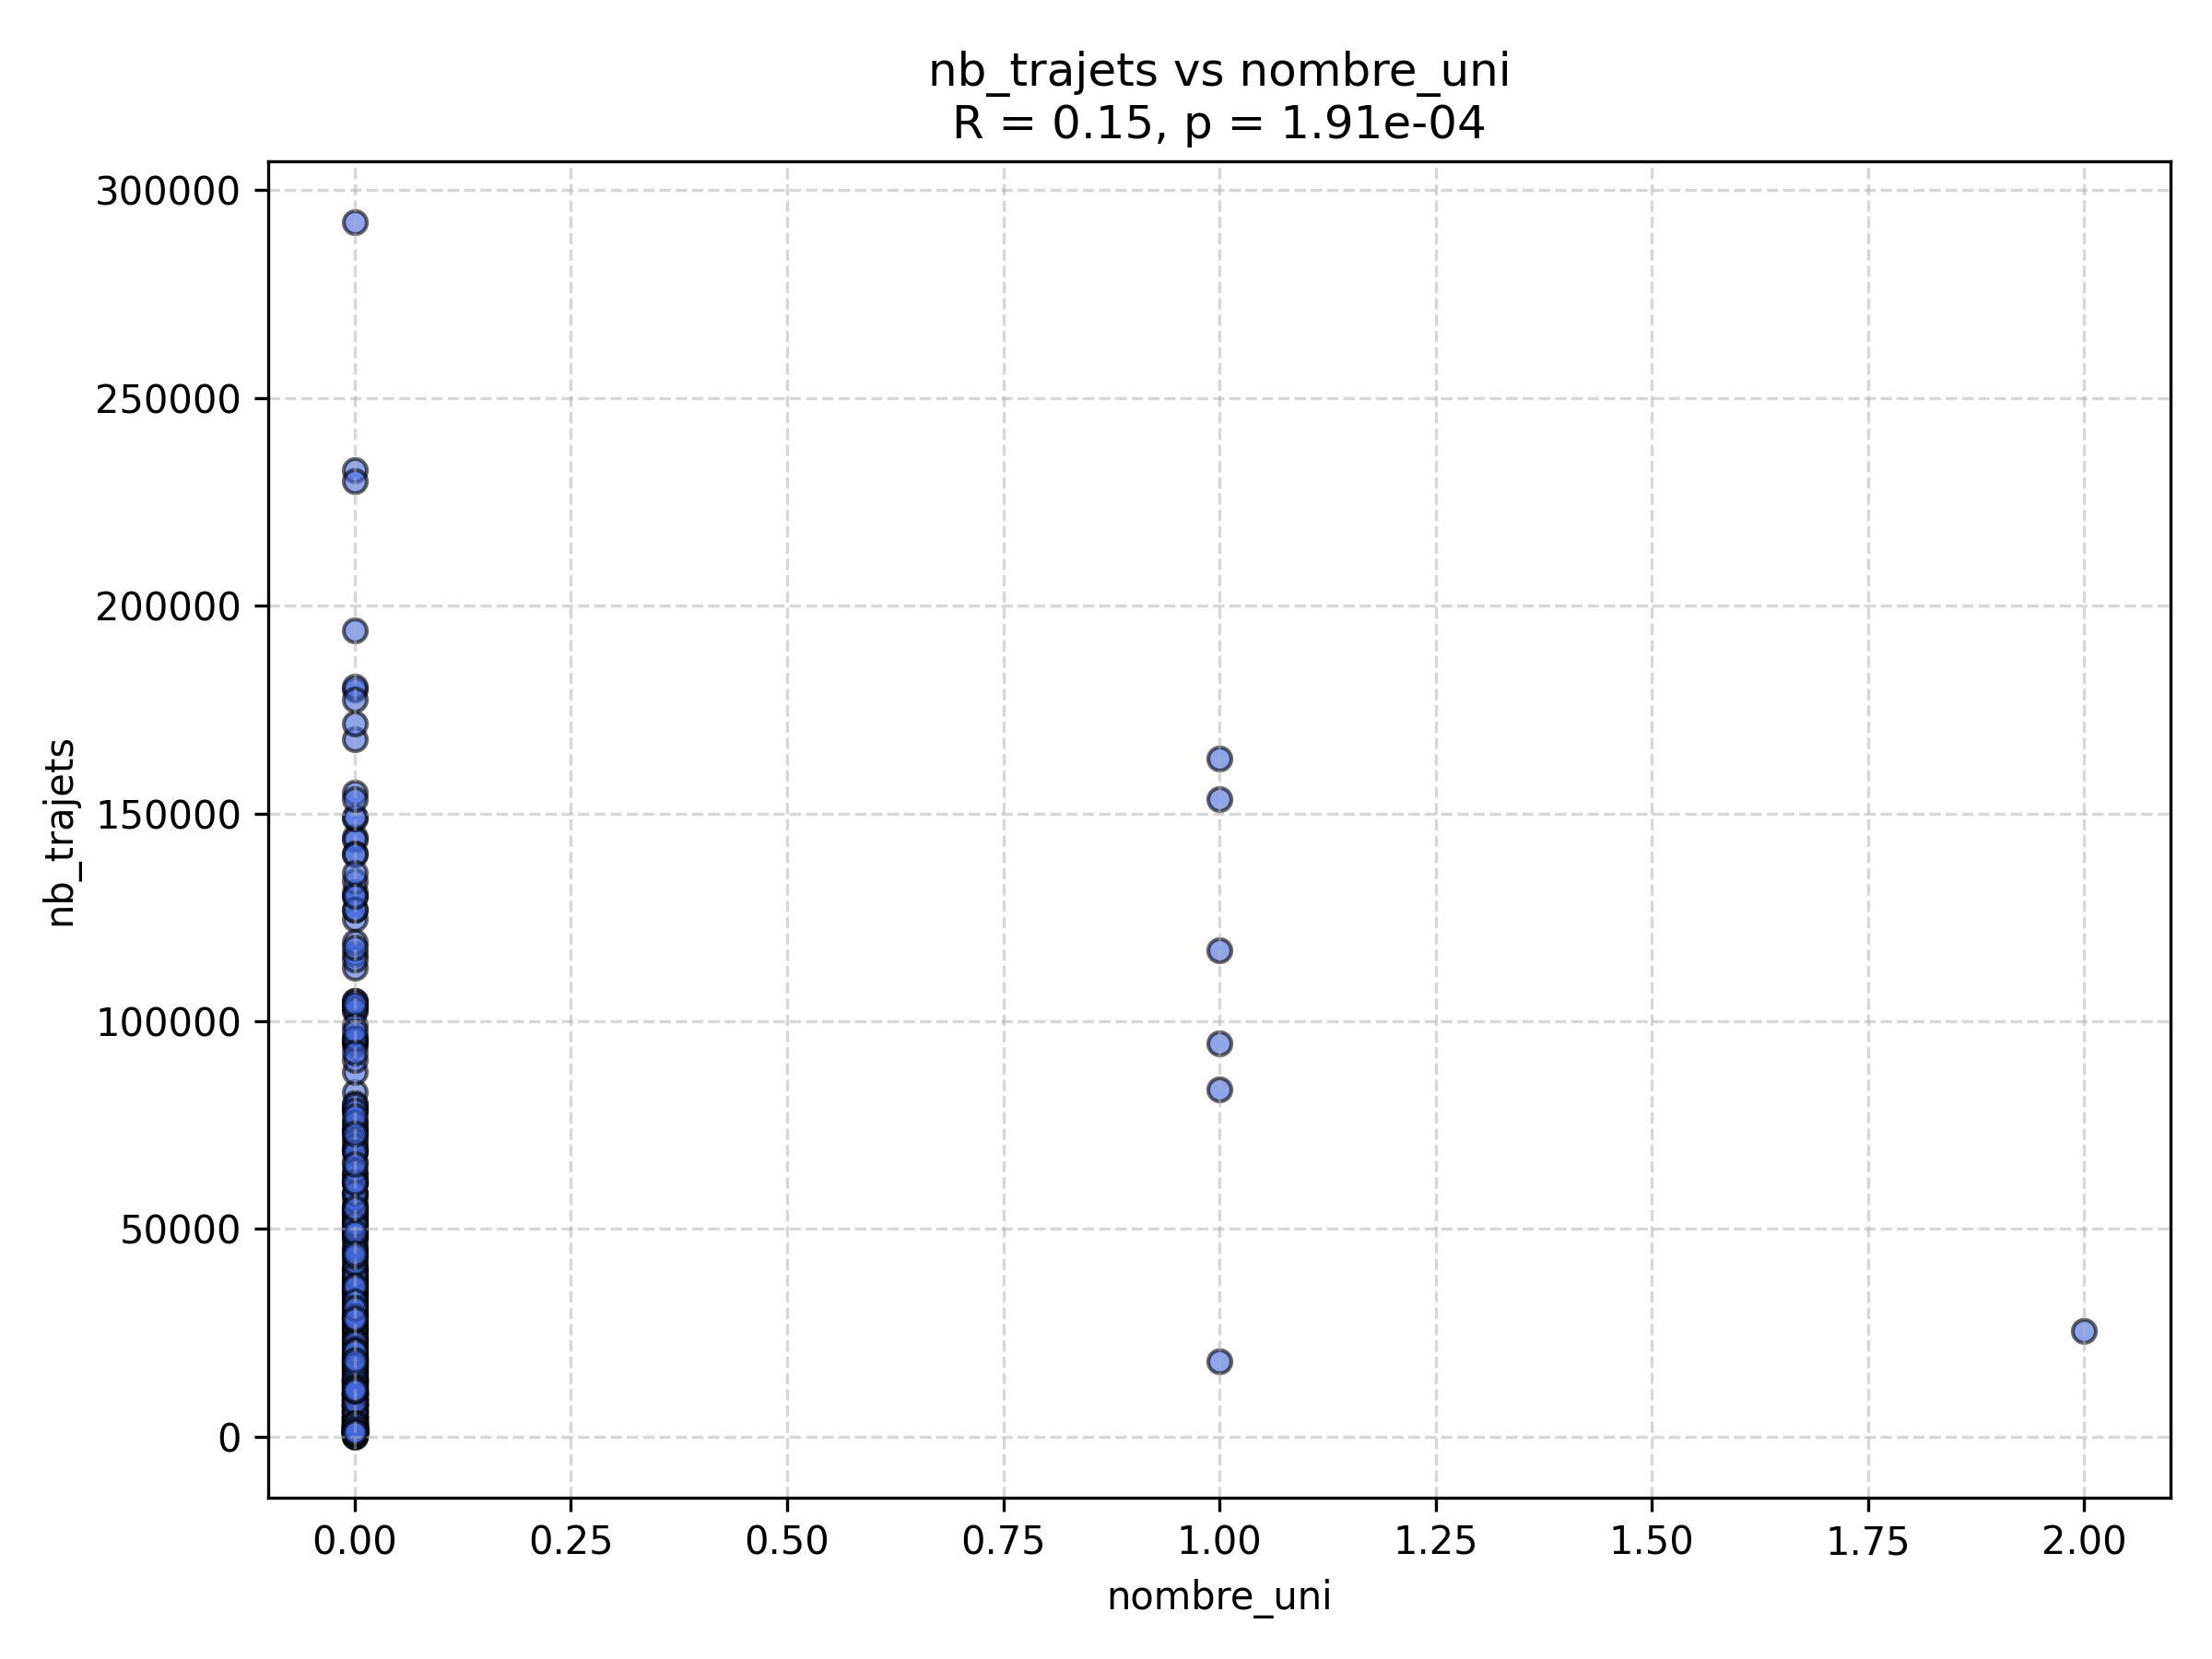 nb_trajets vs nombre_uni
R = 0.15, p = 1.91e-04
300000
250000
200000
150000
100000
50000
0
nb_trajets
0.00 0.25 0.50 0.75 1.00 1.25 1.50 1.75 2.00
nombre_uni